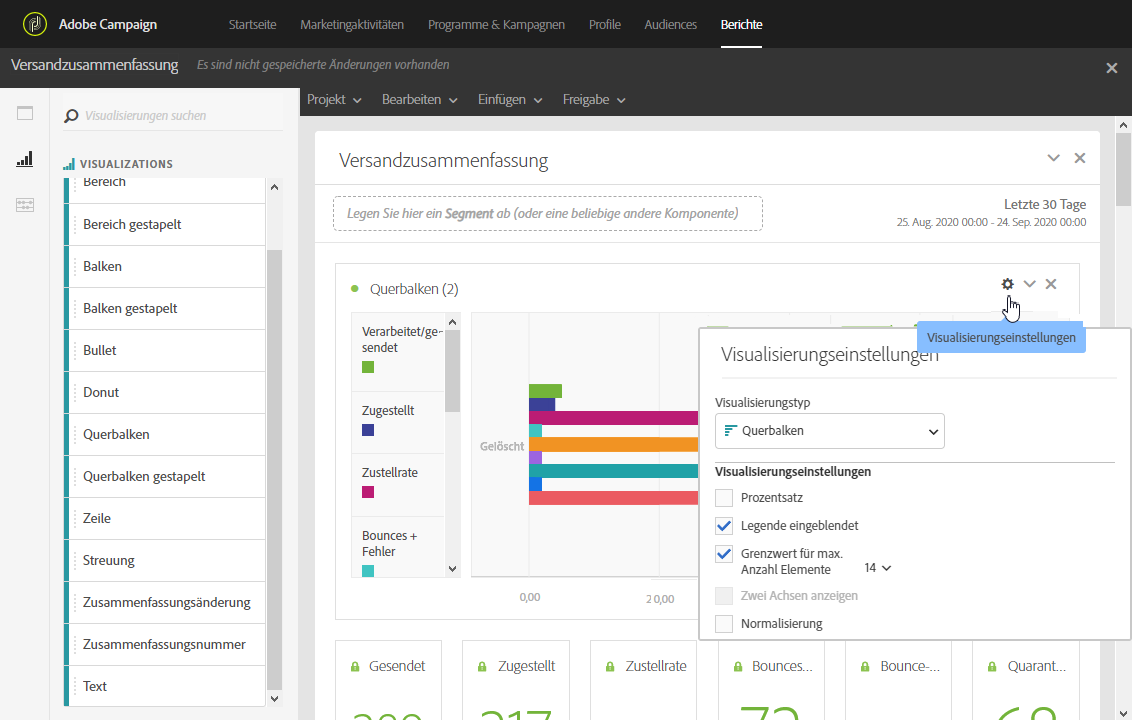 Adobe Campaign
Startseite
Marketingaktivitäten
Programme & Kampagnen
Profile
Audiences
Berichte
Versandzusammenfassung
Es sind nicht gespeicherte Änderungen vorhanden
Projekt
Bearbeiten
Einfügen
Freigabe
Visualisierungen suchen
VISUALIZATIONS
Bereich
Bereich gestapelt
Balken
Balken gestapelt
Bullet
Donut
Querbalken
Querbalken gestapelt
Zeile
Streuung
Zusammenfassungsänderung
Zusammenfassungsnummer
Text
Versandzusammenfassung
Legen Sie hier ein Segment ab (oder eine beliebige andere Komponente)
Letzte 30 Tage
25. Aug. 2020 00:00 - 24. Sep. 2020 00:00
Querbalken (2)
Verarbeitet/ge-
sendet
Zugestellt
Zustellrate
Bounces +
Fehler
Gelöscht
0,00
20,00
Visualisierungseinstellungen
Visualisierungseinstellungen
Visualisierungstyp
Querbalken
Visualisierungseinstellungen
Prozentsatz
Legende eingeblendet
Grenzwert für max.
Anzahl Elemente
14
Zwei Achsen anzeigen
Normalisierung
Gesendet
Zugestellt
Zustellrate
Bounces...
Bounce-...
Quarant...